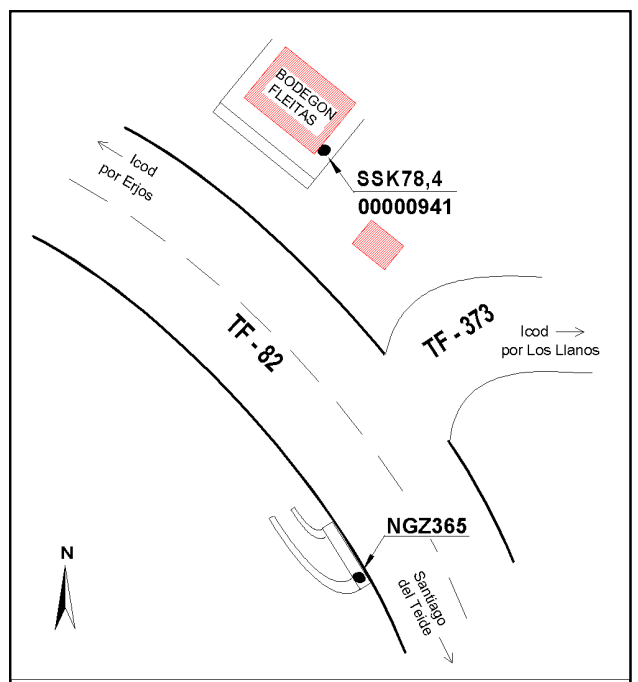 BODEGON
FLEITAS
SSK78,4
00000941
Icod
por Erjos
TF - 82
TF - 373
Icod
por Los Llanos
NGZ365
N
Santiago
del Teide